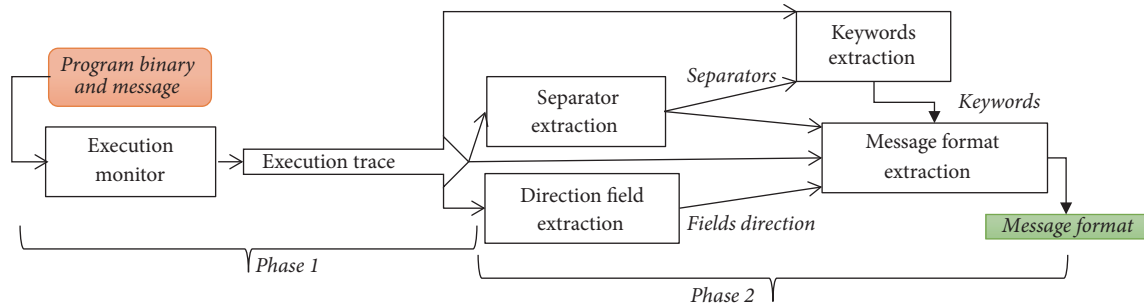 Program binary
and message
Execution
monitor
Execution trace
Separator
extraction
Direction field
extraction
Separators
Keywords
extraction
Keywords
Message format
extraction
Fields direction
Message format
Phase 1
Phase 2